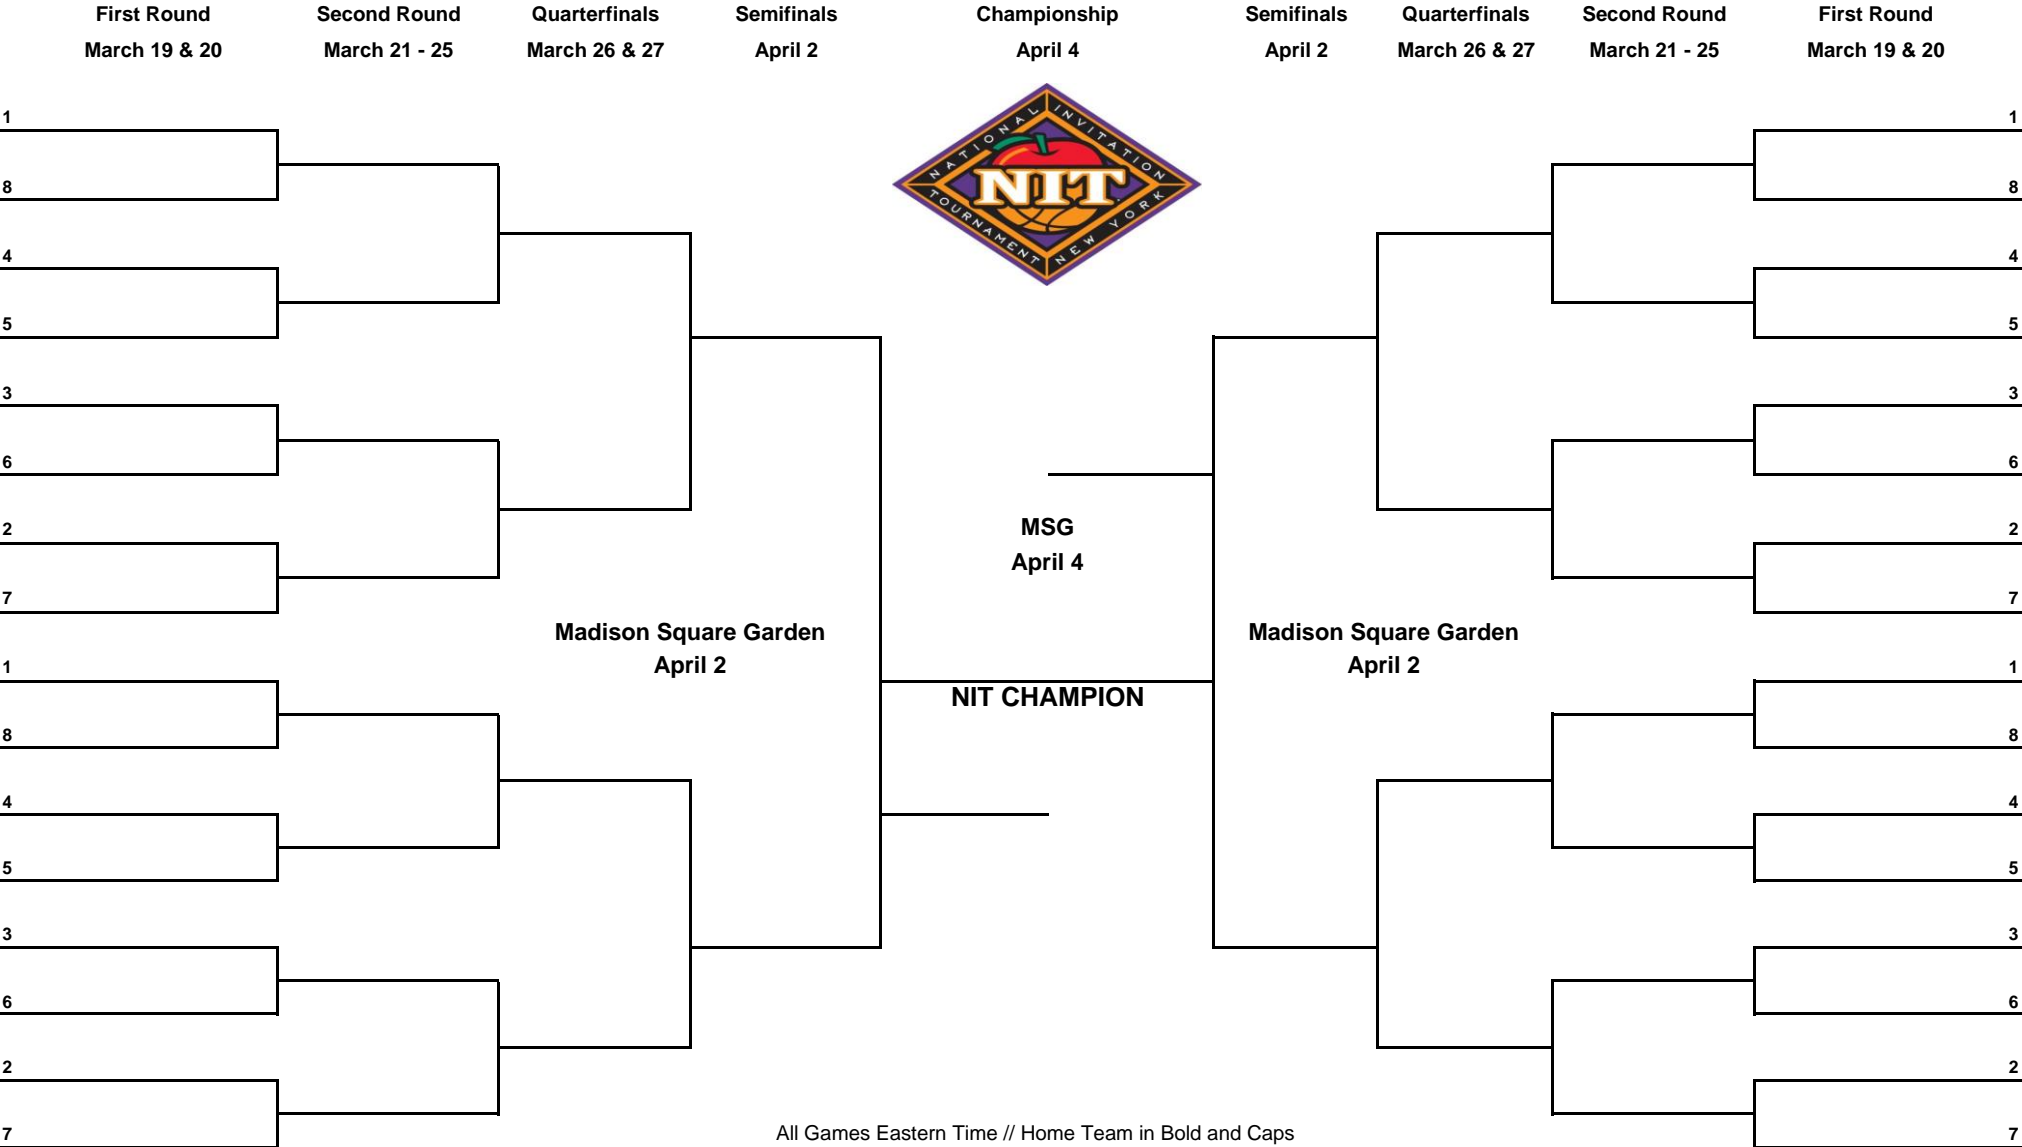 First Round Second Round Quarterfinals Semifinals Championship Semifinals Quarterfinals Second Round First Round
March 19 & 20 March 21 - 25 March 26 & 27 April 2 April 4 April 2 March 26 & 27 March 21 - 25 March 19 & 20
NATIONAL INVITATION
NIT
TOURNAMENT NEW YORK
1 1
8 8
4 4
5 5
3 3
6 6
2 2
MSG
April 4
7 7
Madison Square Garden Madison Square Garden
April 2 April 2
1 1
NIT CHAMPION
8 8
4 4
5 5
3 3
6 6
2 2
7 7
All Games Eastern Time // Home Team in Bold and Caps